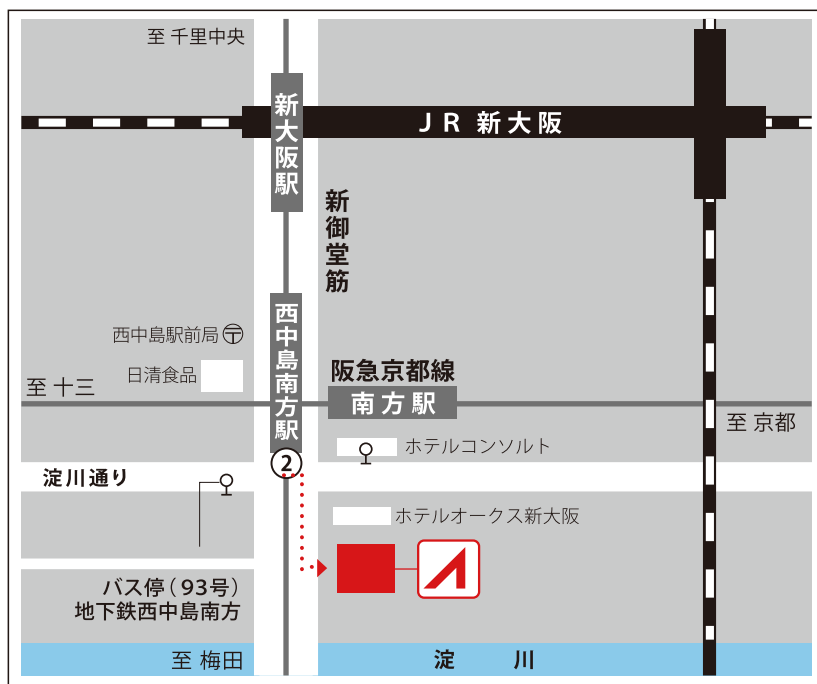 至 千里中央
新大阪駅
ＪＲ 新大阪
新御堂筋
西中島駅前局
日清食品
西中島南方駅
阪急京都線
南方駅
至 十三
至 京都
ホテルコンソルト
2
淀川通り
ホテルオークス新大阪
バス停（93号）
地下鉄西中島南方
至 梅田
淀川